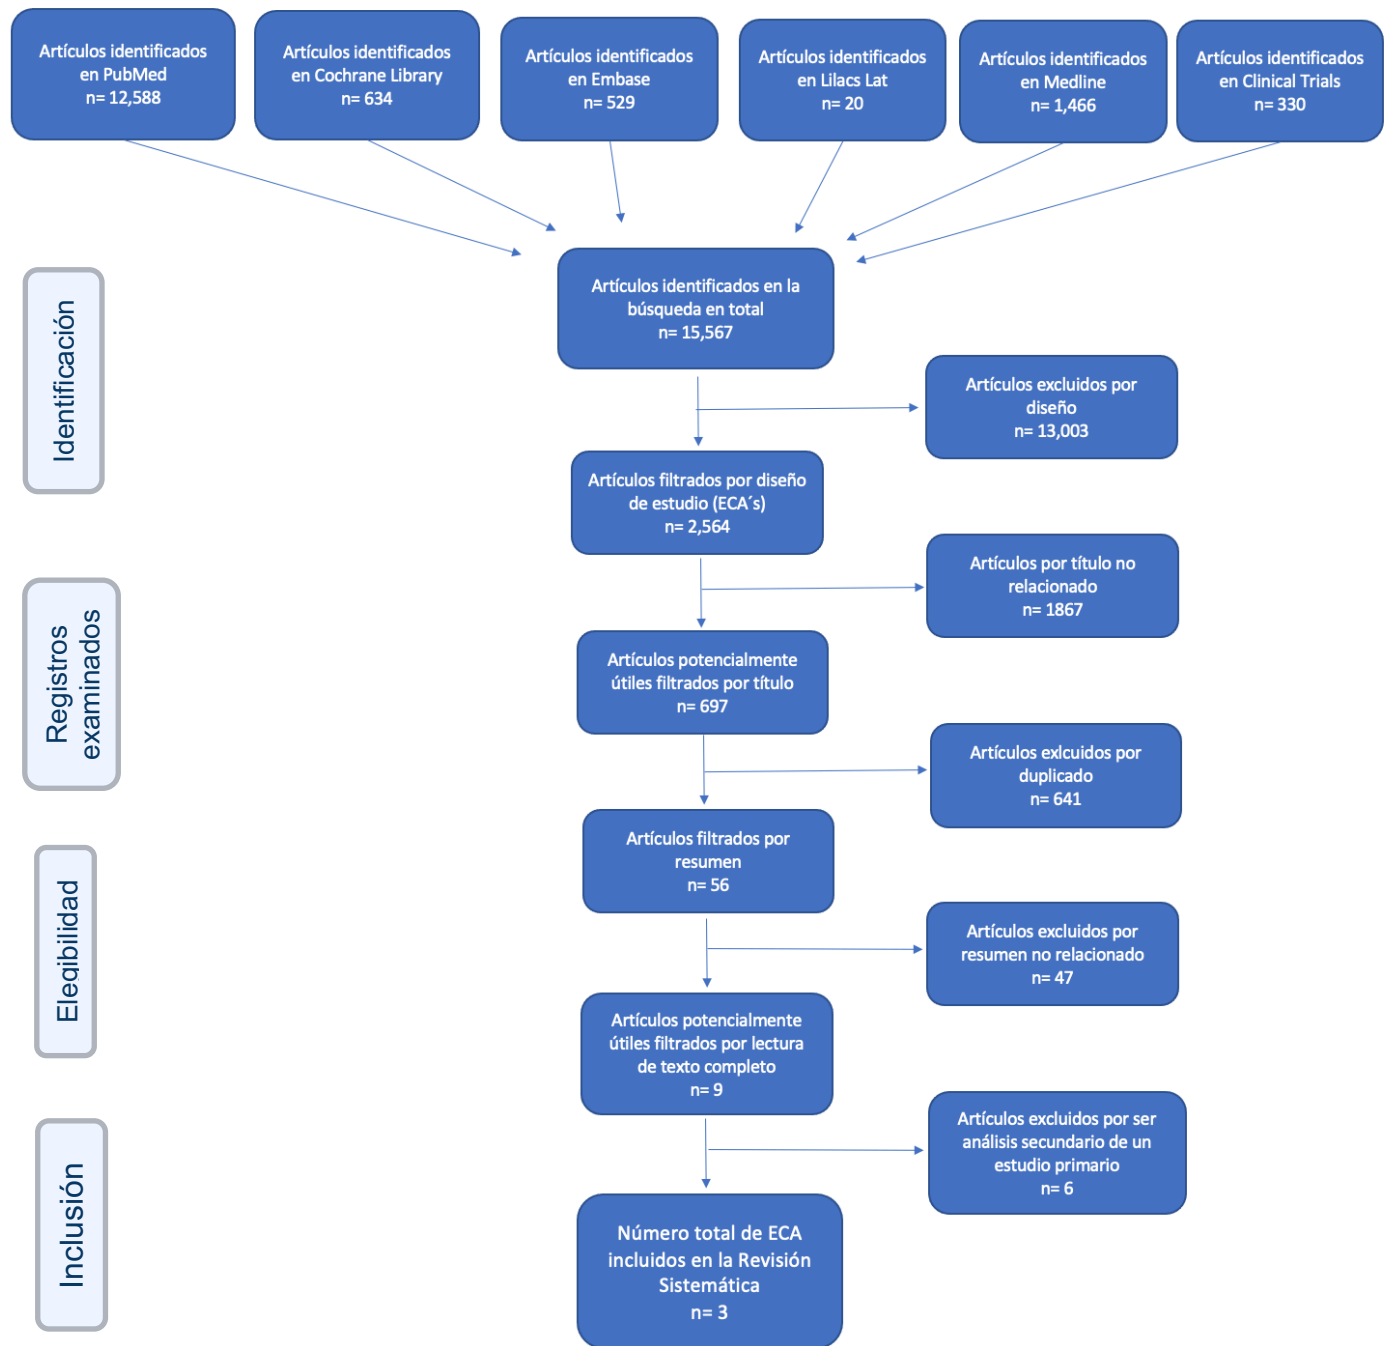 Artículos identificados
en PubMed
n= 12,588
Artículos identificados
en Cochrane Library
n= 634
Artículos identificados
en Embase
n= 529
Artículos identificados
en Lilacs Lat
n= 20
Artículos identificados
en Medline
n= 1,466
Artículos identificados
en Clinical Trials
n= 330
Identificación
Artículos identificados en la
búsqueda en total
n= 15,567
Artículos excluidos por
diseño
n= 13,003
Artículos filtrados por diseño
de estudio (ECA´s)
n= 2,564
Artículos por título no
relacionado
n= 1867
Registros
examinados
Artículos potencialmente
útiles filtrados por título
n= 697
Artículos exlcuidos por
duplicado
n= 641
Artículos filtrados por
resumen
n= 56
Elegibilidad
Artículos excluidos por
resumen no relacionado
n= 47
Artículos potencialmente
útiles filtrados por lectura
de texto completo
n= 9
Artículos excluidos por ser
análisis secundario de un
estudio primario
n= 6
Inclusión
Número total de ECA
incluidos en la Revisión
Sistemática
n= 3